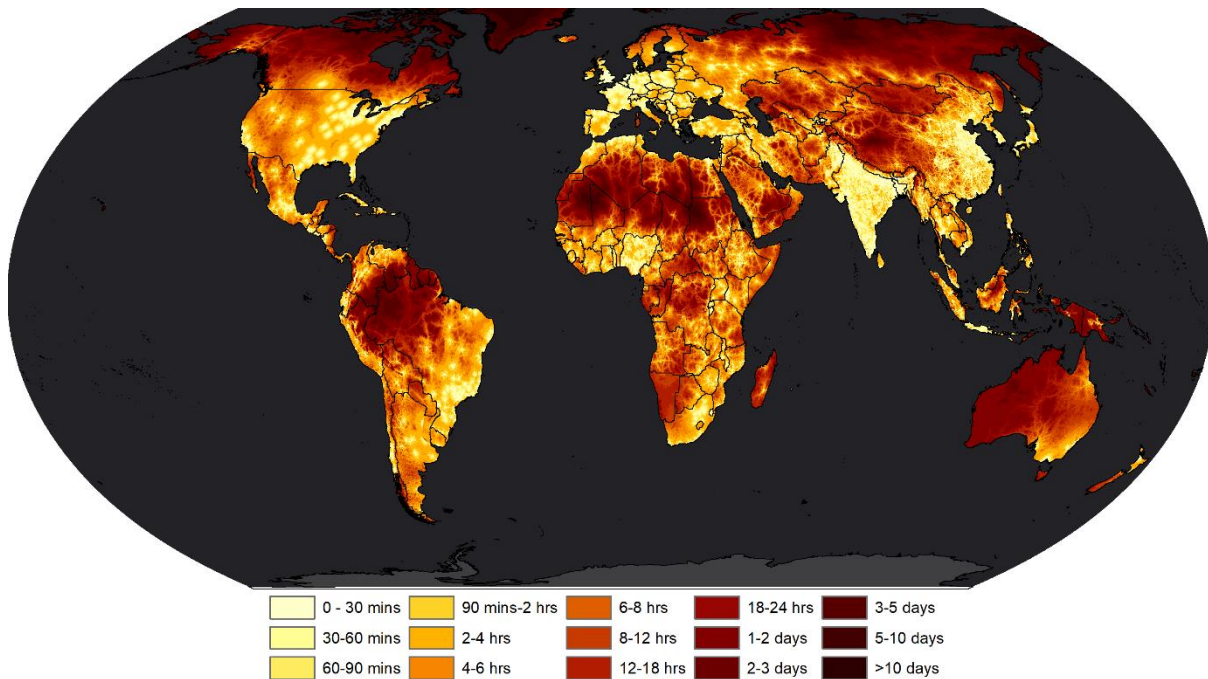 0 - 30 mins 90 mins-2 hrs 6-8 hrs 18-24 hrs 3-5 days
30-60 mins 2-4 hrs 8-12 hrs 1-2 days 5-10 days
60-90 mins 4-6 hrs 12-18 hrs 2-3 days >10 days